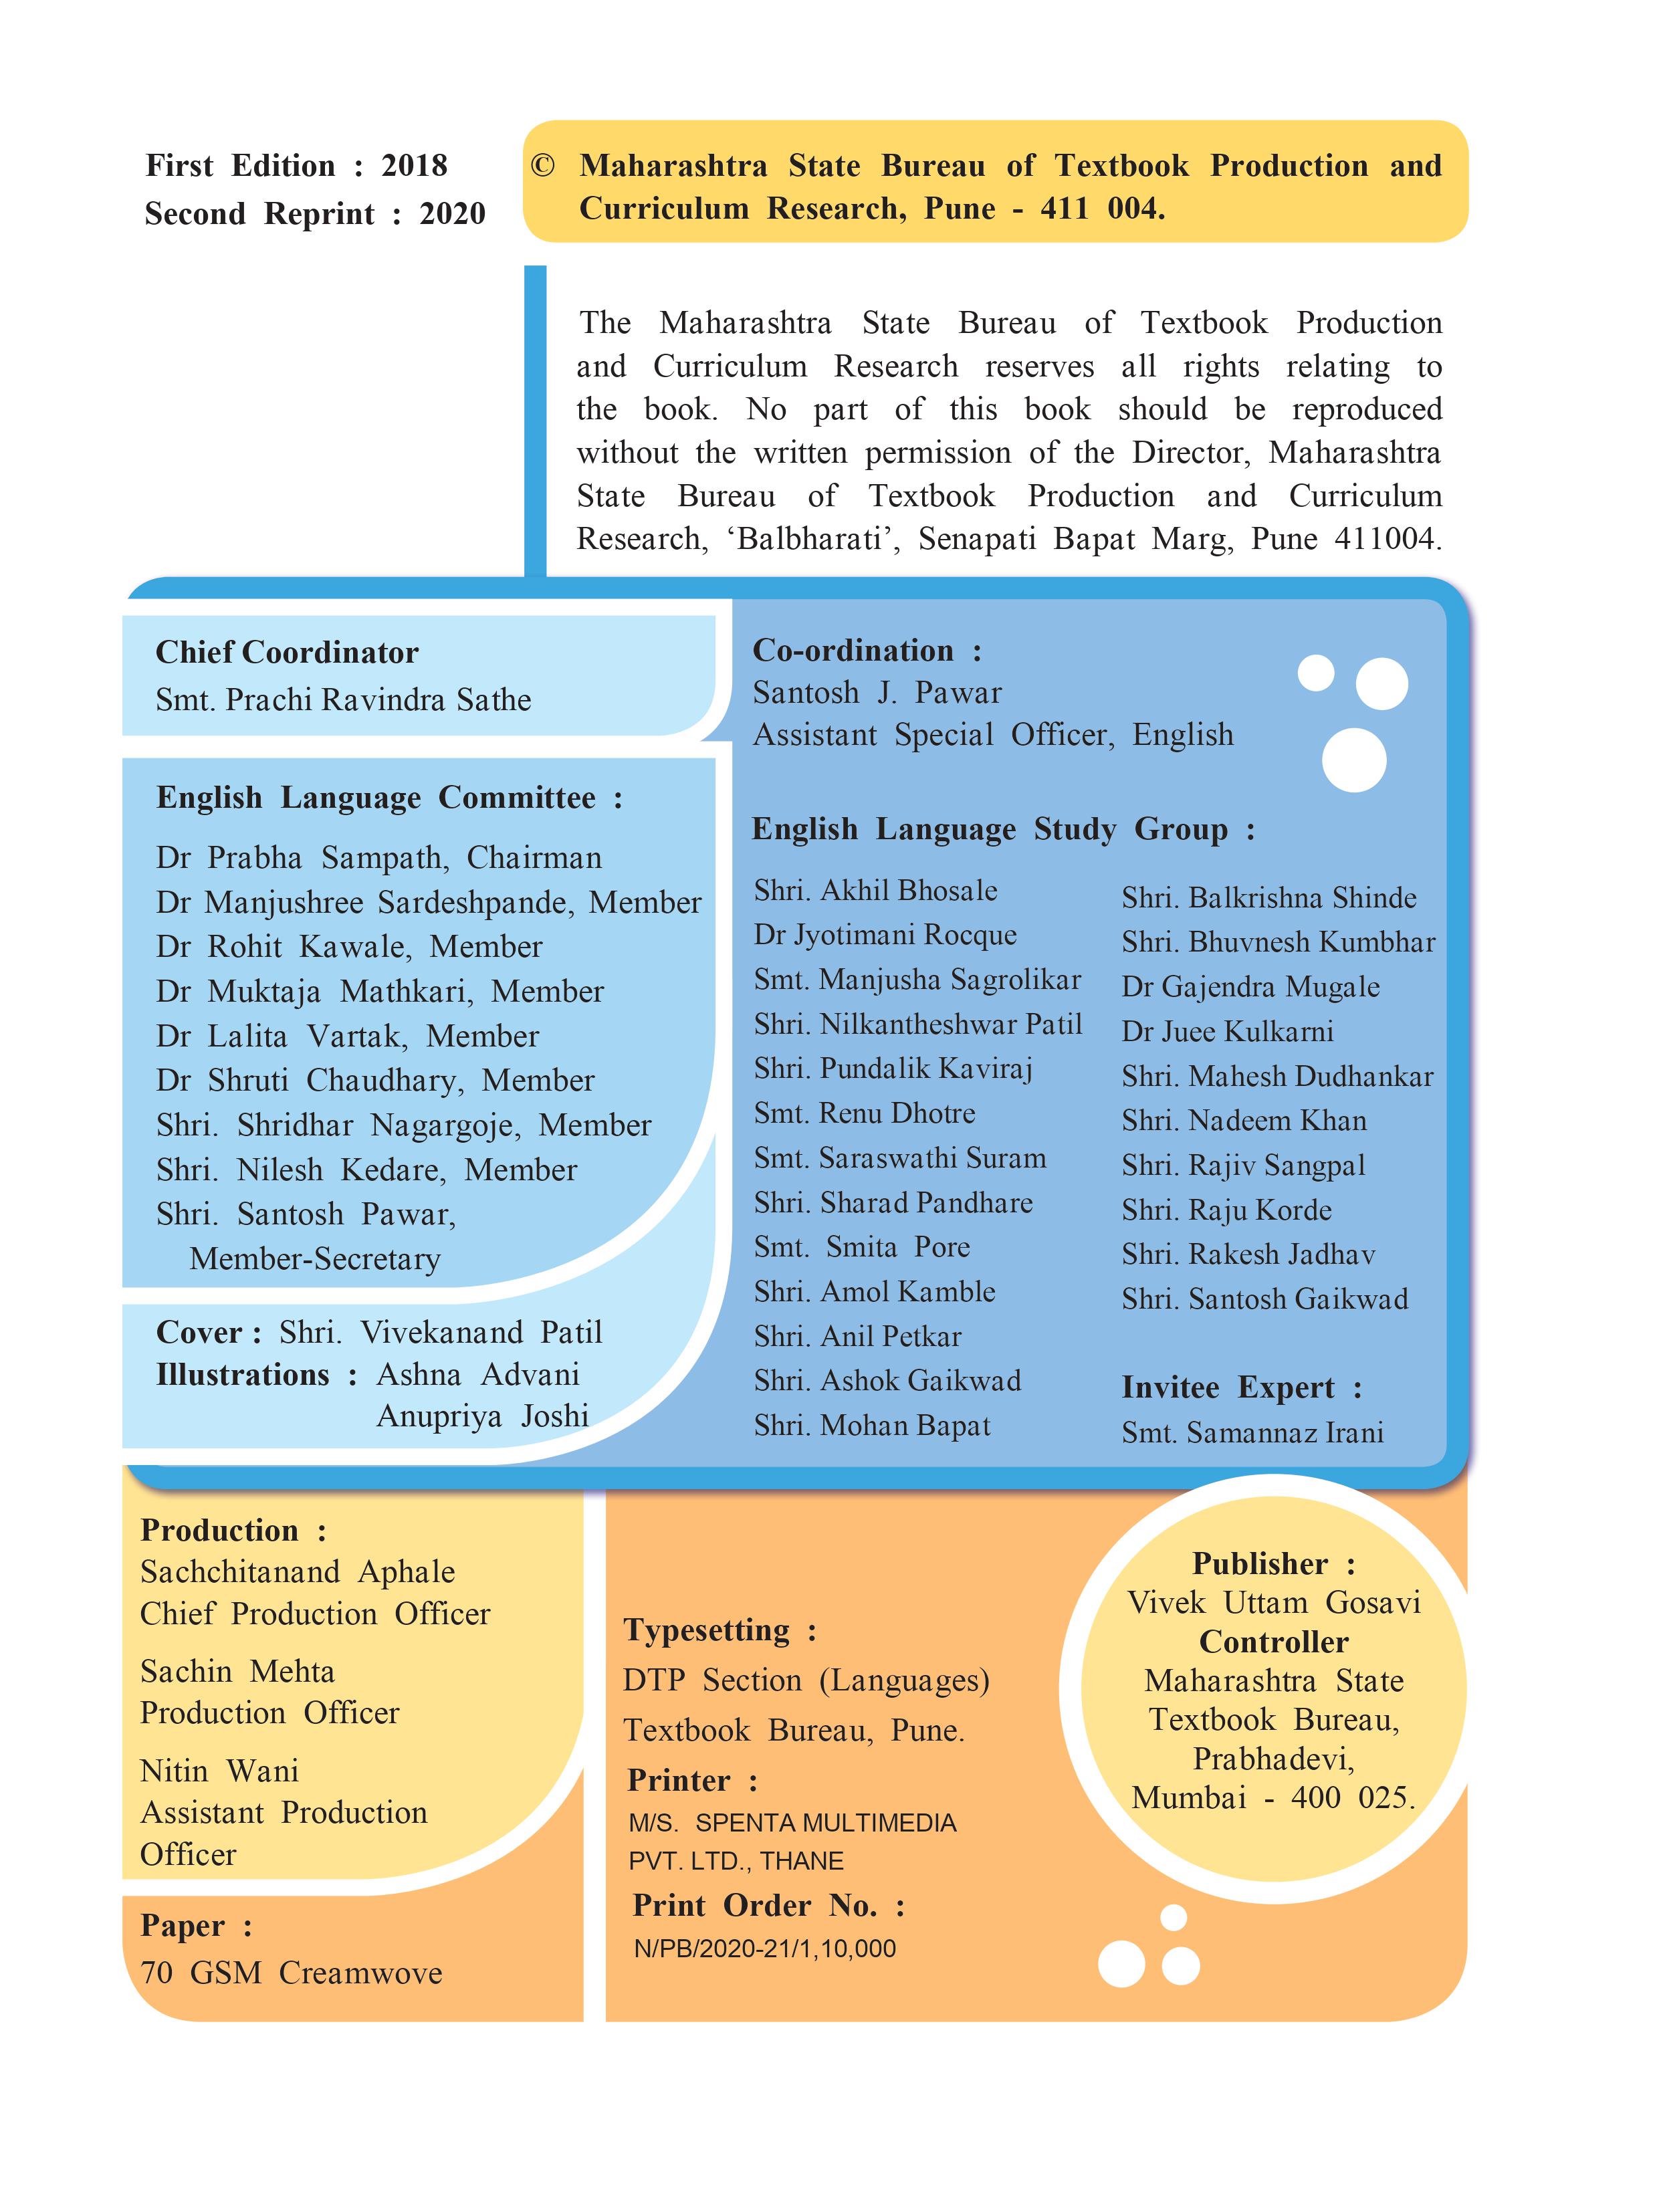 First Edition : 2018
Second Reprint : 2020
© Maharashtra State Bureau of Textbook Production and
Curriculum Research, Pune - 411 004.
The Maharashtra State Bureau of Textbook Production
and Curriculum Research reserves all rights relating to
the book. No part of this book should be reproduced
without the written permission of the Director, Maharashtra
State Bureau of Textbook Production and Curriculum
Research, ‘Balbharati’, Senapati Bapat Marg, Pune 411004.
Chief Coordinator
Smt. Prachi Ravindra Sathe
English Language Committee :
Dr Prabha Sampath, Chairman
Dr Manjushree Sardeshpande, Member
Dr Rohit Kawale, Member
Dr Muktaja Mathkari, Member
Dr Lalita Vartak, Member
Dr Shruti Chaudhary, Member
Shri. Shridhar Nagargoje, Member
Shri. Nilesh Kedare, Member
Shri. Santosh Pawar,
Member-Secretary
Cover : Shri. Vivekanand Patil
Illustrations : Ashna Advani
Anupriya Joshi
Co-ordination :
Santosh J. Pawar
Assistant Special Officer, English
English Language Study Group :
Shri. Akhil Bhosale
Dr Jyotimani Rocque
Smt. Manjusha Sagrolikar
Shri. Nilkantheshwar Patil
Shri. Pundalik Kaviraj
Smt. Renu Dhotre
Smt. Saraswathi Suram
Shri. Sharad Pandhare
Smt. Smita Pore
Shri. Amol Kamble
Shri. Anil Petkar
Shri. Ashok Gaikwad
Shri. Mohan Bapat
Shri. Balkrishna Shinde
Shri. Bhuvnesh Kumbhar
Dr Gajendra Mugale
Dr Juee Kulkarni
Shri. Mahesh Dudhankar
Shri. Nadeem Khan
Shri. Rajiv Sangpal
Shri. Raju Korde
Shri. Rakesh Jadhav
Shri. Santosh Gaikwad
Invitee Expert :
Smt. Samannaz Irani
Production :
Sachchitanand Aphale
Chief Production Officer
Sachin Mehta
Production Officer
Nitin Wani
Assistant Production
Officer
Paper :
70 GSM Creamwove
Typesetting :
DTP Section (Languages)
Textbook Bureau, Pune.
Printer :
M/S. SPENTA MULTIMEDIA
PVT. LTD., THANE
Print Order No. :
N/PB/2020-21/1,10,000
Publisher :
Vivek Uttam Gosavi
Controller
Maharashtra State
Textbook Bureau,
Prabhadevi,
Mumbai - 400 025.